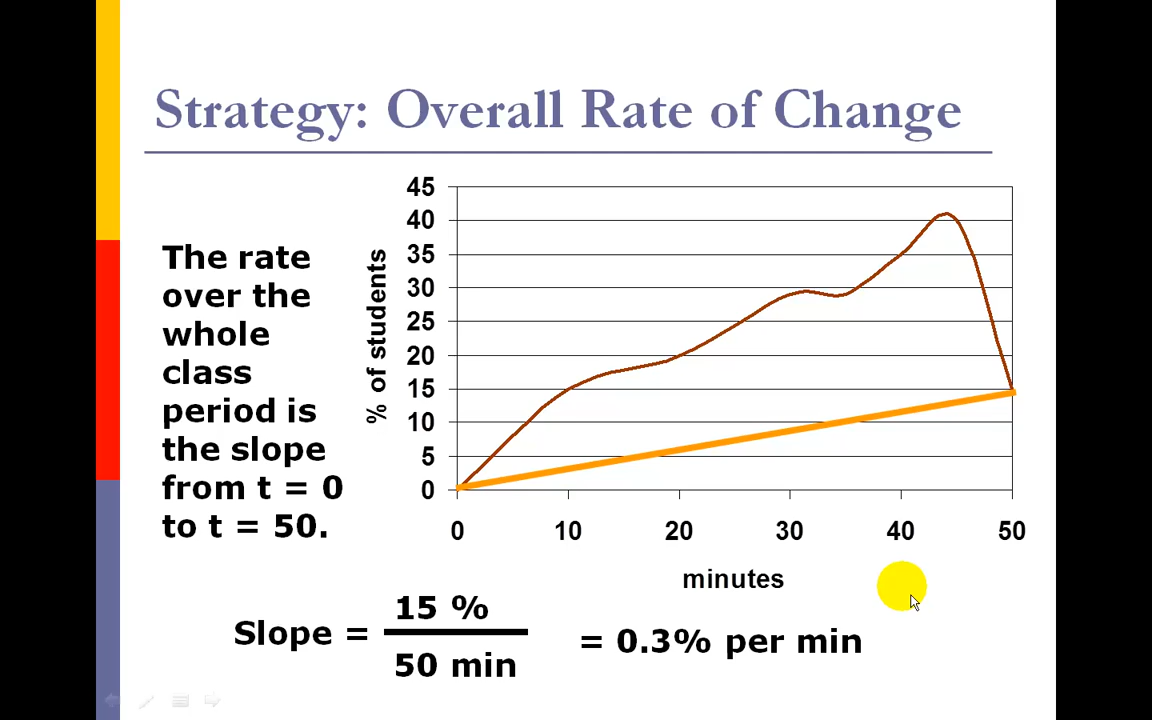 Strategy: Overall Rate of Change
The rate
over the
whole
class
period is
the slope
from t = 0
to t = 50.
% of students
45
40
35
30
25
20
15
10
5
0
0 10 20 30 40 50
minutes
Slope = 15 %
50 min
= 0.3% per min